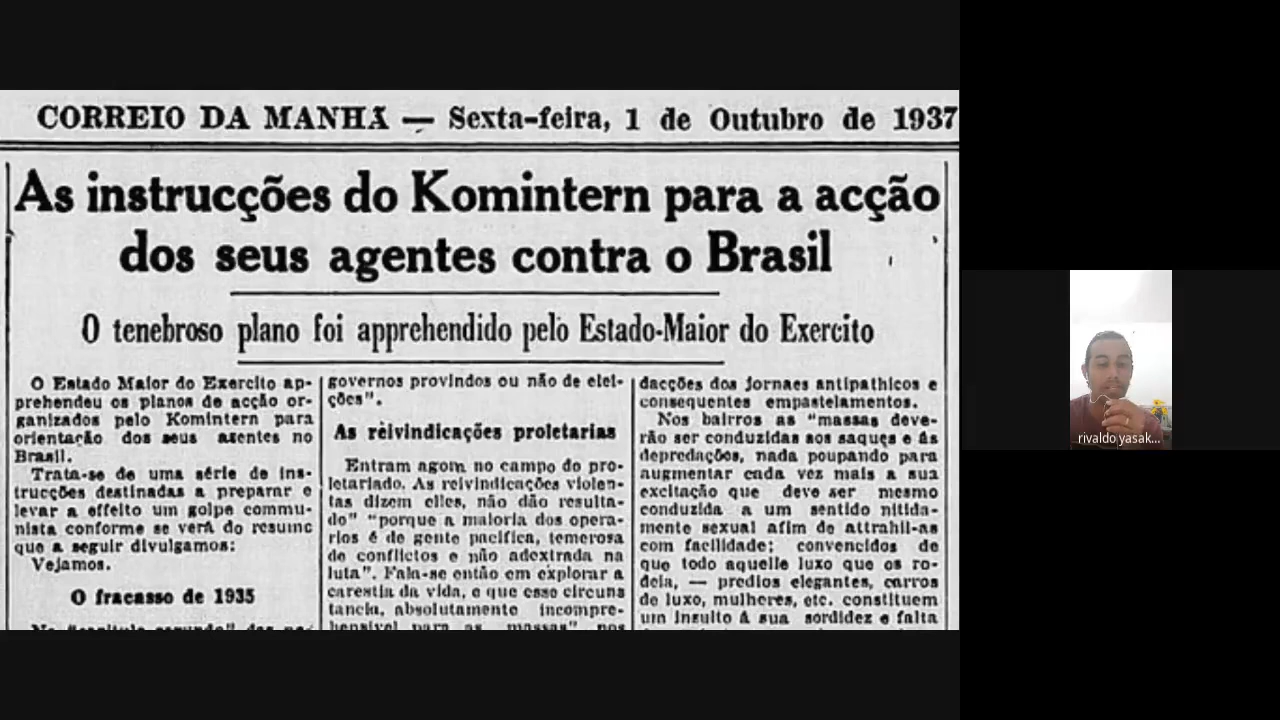 CORREIO DA MANHÃ — Sexta-feira, 1 de Outubro de 1937
As instrucções do Komintern para a acção
dos seus agentes contra o Brasil
O tenebroso plano foi apprehendido pelo Estado-Maior do Exercito
O Estado Maior do Exercito ap-
prehendeu os planos de acção or-
ganizados pelo Komintern para
orientação dos seus agentes no
Brasil.
Trata-se de uma série de ins-
trucções destinadas a preparar e
levar a effeito um golpe commu-
nista conforme se verá do resumo
que a seguir divulgamos:
Vejamos.
O fracasso de 1935
governos provindos ou não de elei-
ções".
As reivindicações proletarias
Entram agora no campo do pro-
letariado. As reivindicações violen-
tas dizem elles, não dão resulta-
do" "porque a maioria dos opera-
rios é de gente pacifica, temerosa
de conflictos e não adextrada na
luta". Fala-se então em explorar a
carestia da vida, e que esse circuns
tancia, absolutamente incompre-
hensivel para as massas" nos
dacções dos jornaes antipathicos e
consequentes empastelamentos.
Nos bairros as "massas deve-
rão ser conduzidas aos saques e ás
depredações, nada poupando para
augmentar cada vez mais a sua
excitação que deve ser mesmo
conduzida a um sentido nitida-
mente sexual afim de attrahil-as
com facilidade; convencidos de
que todo aquelle luxo que os ro-
deia, — predios elegantes, carros
de luxo, mulheres, etc. constituem
um insulto á sua sordidez e falta
rivaldo yasak...